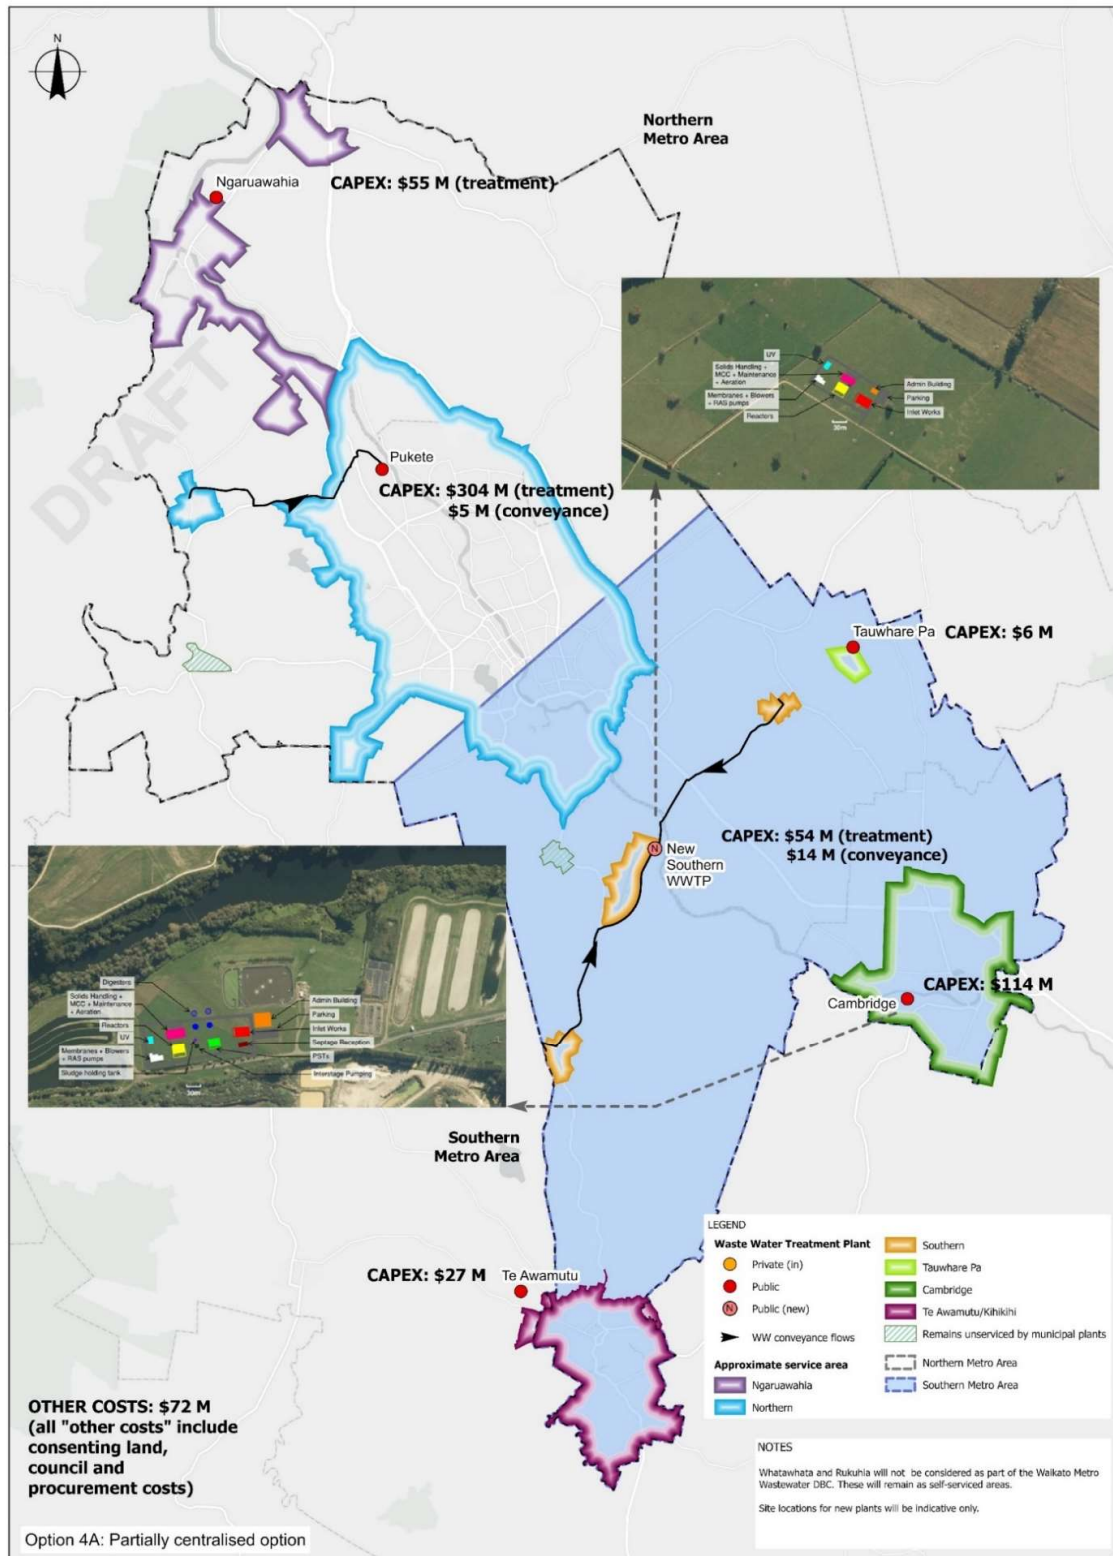 N
Northern
Metro Area
Ngaruawahia
CAPEX: $55 M (treatment)
DRAFT
UV
Solids Handling +
MCC + Maintenance
+ Aeration
Membranes + Blowers
+ RAS pumps
Reactors
Admin Building
Parking
Inlet Works
30m
Pukete
CAPEX: $304 M (treatment)
$5 M (conveyance)
Tauwhare Pa
CAPEX: $6 M
CAPEX: $54 M (treatment)
$14 M (conveyance)
N
New
Southern
WWTP
Digesters
Solids Handling +
MCC + Maintenance
+ Aeration
Reactors
UV
Membranes + Blowers
+ RAS pumps
Sludge holding tank
Admin Building
Parking
Inlet Works
Septage Reception
PSTs
Interstage Pumping
30m
CAPEX: $114 M
Cambridge
Southern
Metro Area
CAPEX: $27 M
Te Awamutu
LEGEND
Waste Water Treatment Plant
Private (in)
Public
N
Public (new)
WW conveyance flows
Approximate service area
Ngaruawahia
Northern
Southern
Tauwhare Pa
Cambridge
Te Awamutu/Kihikihi
Remains unserviced by municipal plants
Northern Metro Area
Southern Metro Area
OTHER COSTS: $72 M
(all "other costs" include
consenting land,
council and
procurement costs)
NOTES
Whatawhata and Rukuhia will not be considered as part of the Waikato Metro
Wastewater DBC. These will remain as self-serviced areas.
Site locations for new plants will be indicative only.
Option 4A: Partially centralised option